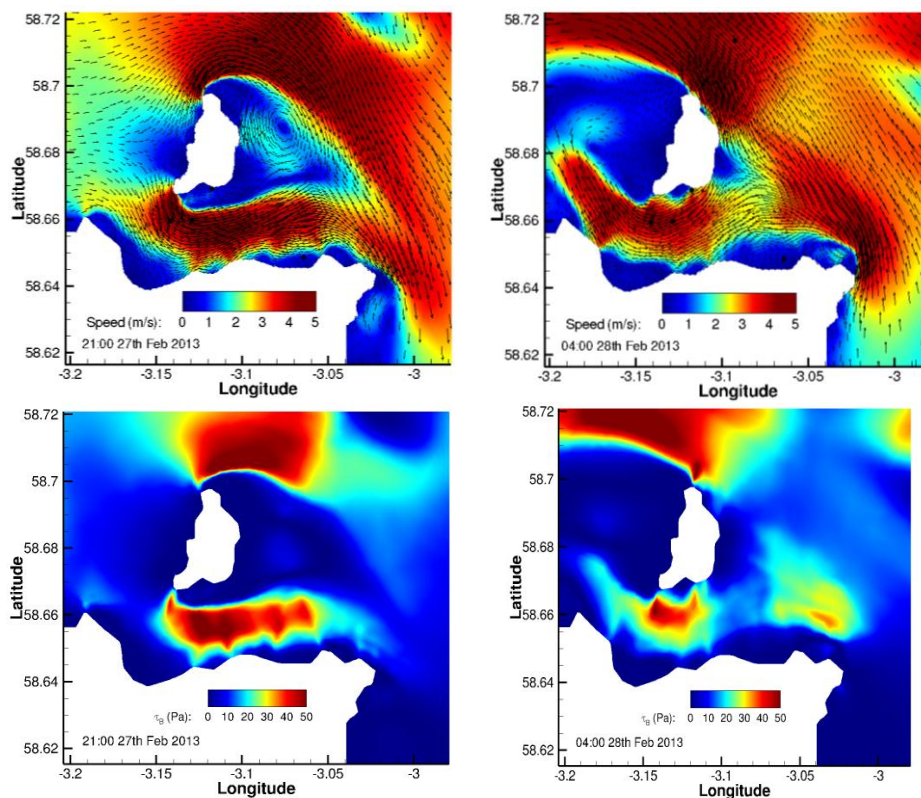 58.72
58.7
58.68
58.66
58.64
58.62
Latitude
Speed (m/s): 0 1 2 3 4 5
21:00 27th Feb 2013
-3.2 -3.15 -3.1 -3.05 -3
Longitude
58.72
58.7
58.68
58.66
58.64
58.62
Latitude
Speed (m/s): 0 1 2 3 4 5
04:00 28th Feb 2013
-3.2 -3.15 -3.1 -3.05 -3
Longitude
58.72
58.7
58.68
58.66
58.64
58.62
Latitude
τB (Pa): 0 10 20 30 40 50
21:00 27th Feb 2013
-3.2 -3.15 -3.1 -3.05 -3
Longitude
58.72
58.7
58.68
58.66
58.64
58.62
Latitude
τB (Pa): 0 10 20 30 40 50
04:00 28th Feb 2013
-3.2 -3.15 -3.1 -3.05 -3
Longitude